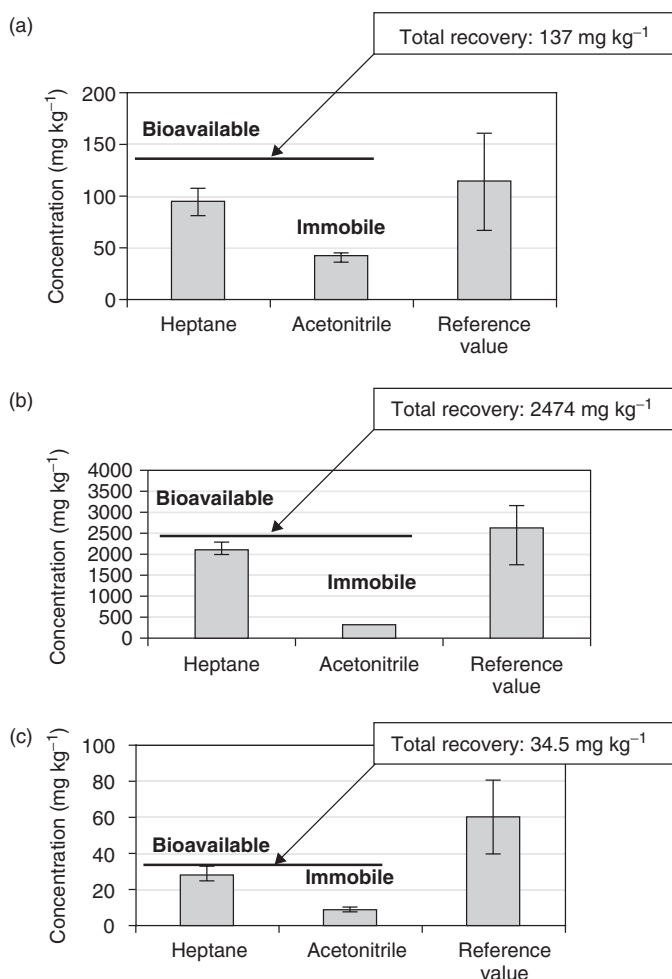 (a)
Total recovery: 137 mg kg⁻¹
Concentration (mg kg⁻¹)
200
150
100
50
0
Bioavailable
Immobile
Heptane Acetonitrile Reference
value
(b)
Total recovery: 2474 mg kg⁻¹
Concentration (mg kg⁻¹)
4000
3500
3000
2500
2000
1500
1000
500
0
Bioavailable
Immobile
Heptane Acetonitrile Reference
value
(c)
Total recovery: 34.5 mg kg⁻¹
Concentration (mg kg⁻¹)
100
80
60
40
20
0
Bioavailable
Immobile
Heptane Acetonitrile Reference
value